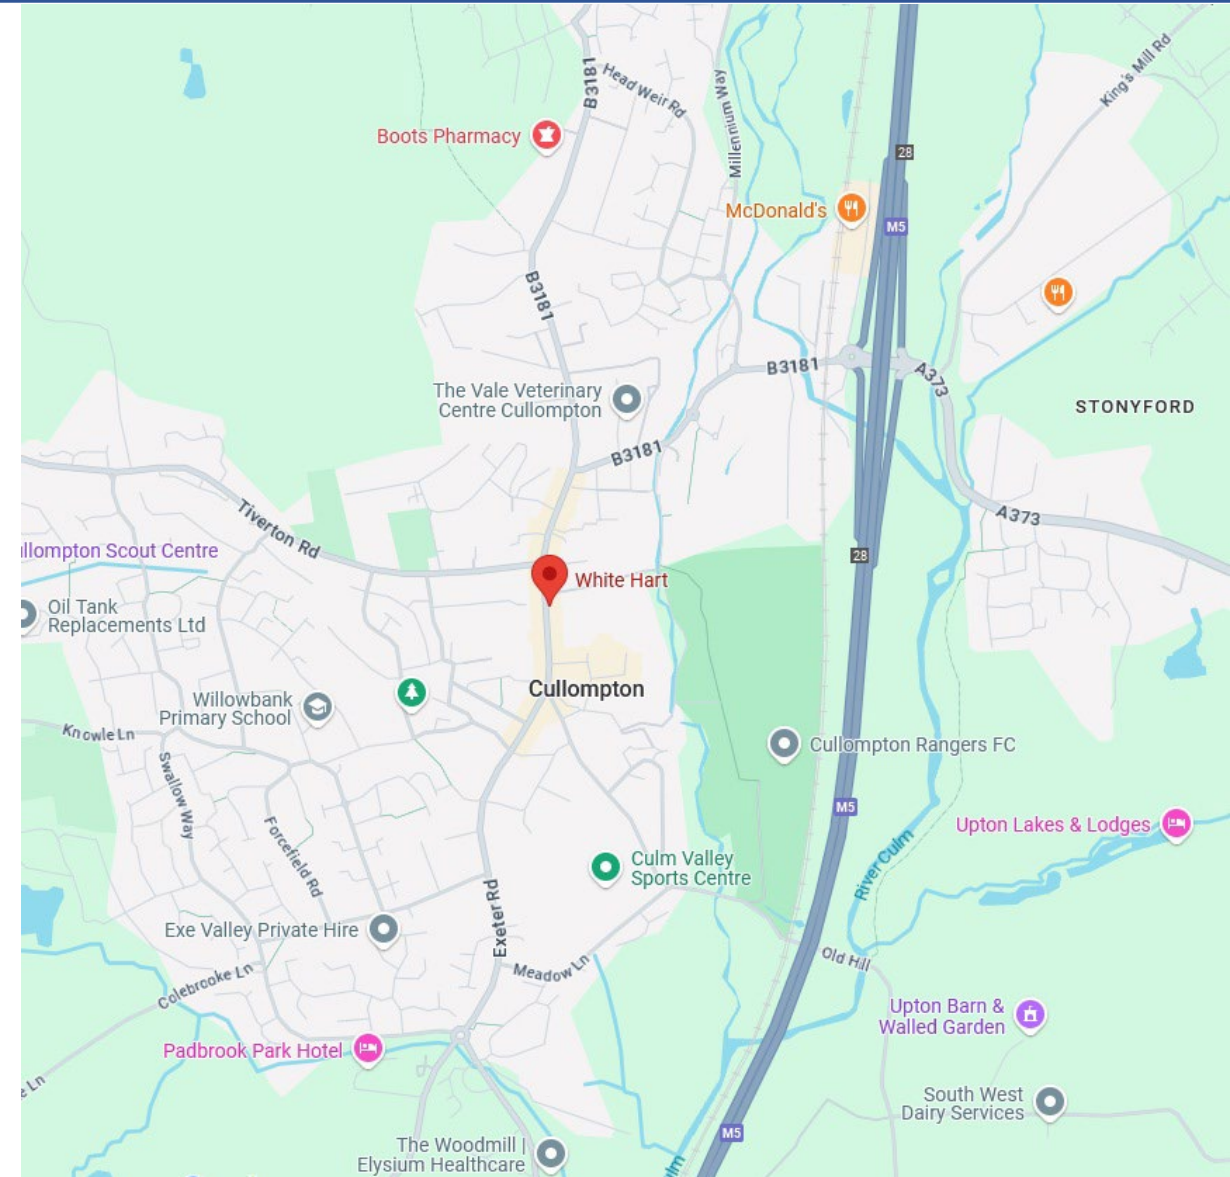 B3181
Head Weir Rd
Millennium Way
King's Mill Rd
Boots Pharmacy
28
McDonald's
M5
B3181
B3181
A373
The Vale Veterinary
Centre Cullompton
STONYFORD
B3181
Tiverton Rd
A373
ullompton Scout Centre
28
White Hart
Oil Tank
Replacements Ltd
Cullompton
Willowbank
Primary School
Knowle Ln
Cullompton Rangers FC
Swallow Way
M5
Upton Lakes & Lodges
Forcefield Rd
River Culm
Culm Valley
Sports Centre
Exeter Rd
Exe Valley Private Hire
Meadow Ln
Old Hill
Colebrooke Ln
Upton Barn &
Walled Garden
Padbrook Park Hotel
e Ln
South West
Dairy Services
M5
The Woodmill |
Elysium Healthcare
ulm